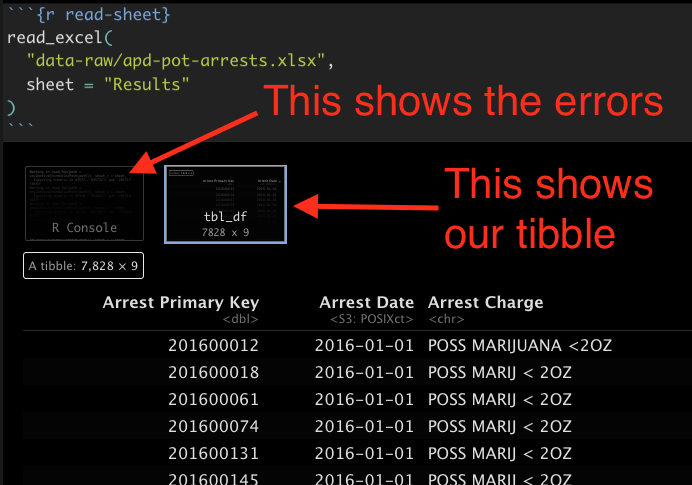 ```{r read-sheet}
read_excel(
"data-raw/apd-pot-arrests.xlsx",
sheet = "Results"
)
```
This shows the errors
R Console
tbl_df
7828 x 9
This shows
our tibble
A tibble: 7,828 × 9
Arrest Primary Key Arrest Date Arrest Charge
<dbl> <S3: POSIXct> <chr>
201600012 2016-01-01 POSS MARIJUANA <2OZ
201600018 2016-01-01 POSS MARIJ < 2OZ
201600061 2016-01-01 POSS MARIJ < 2OZ
201600074 2016-01-01 POSS MARIJ < 2OZ
201600131 2016-01-01 POSS MARIJ < 2OZ
201600145 2016-01-01 POSS MARIJ < 2OZ